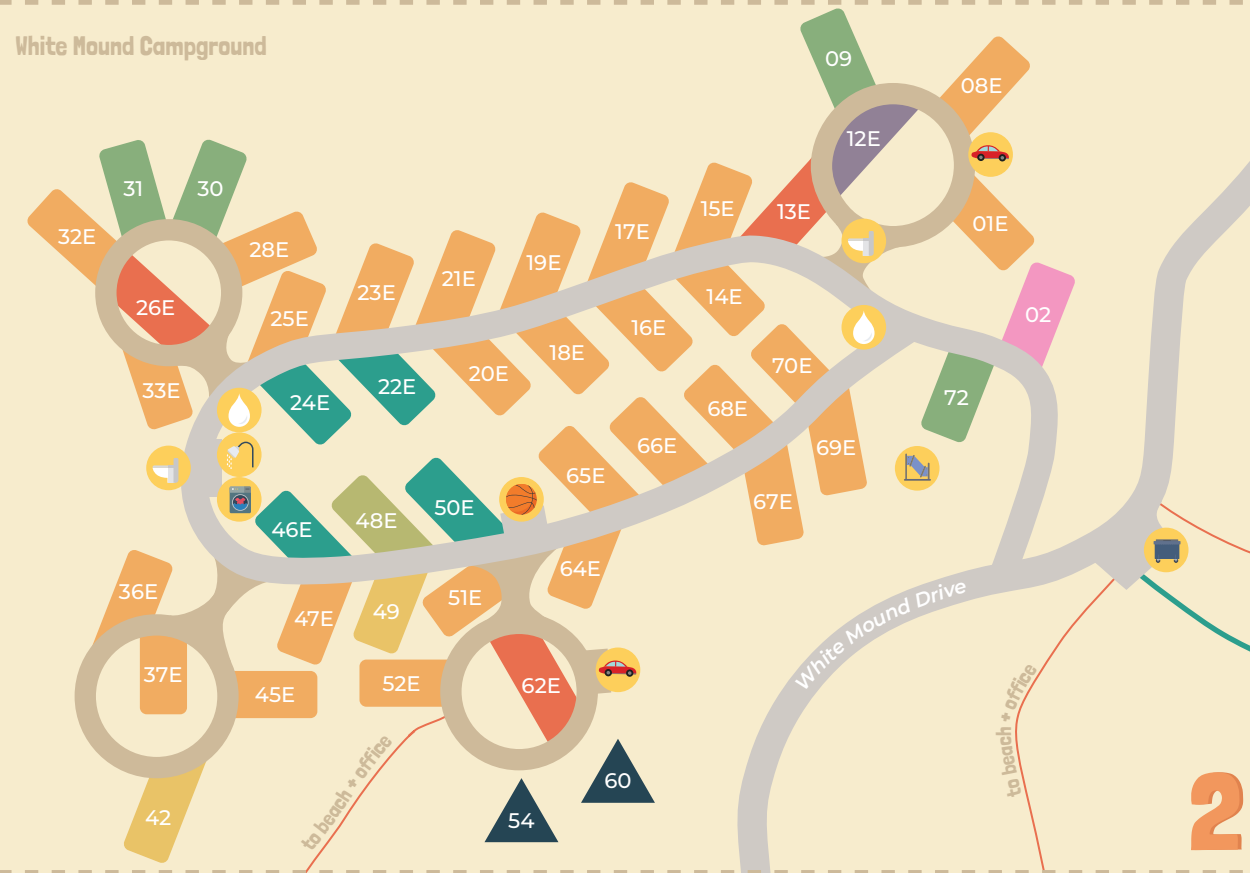 White Mound Campground
09
08E
12E
13E
01E
02
15E
17E
19E
21E
23E
25E
31
30
32E
28E
26E
33E
14E
16E
18E
20E
22E
24E
70E
68E
66E
65E
69E
67E
72
50E
48E
46E
64E
51E
49
47E
36E
37E
45E
42
52E
62E
60
54
White Mound Drive
to beach + office
to beach + office
2